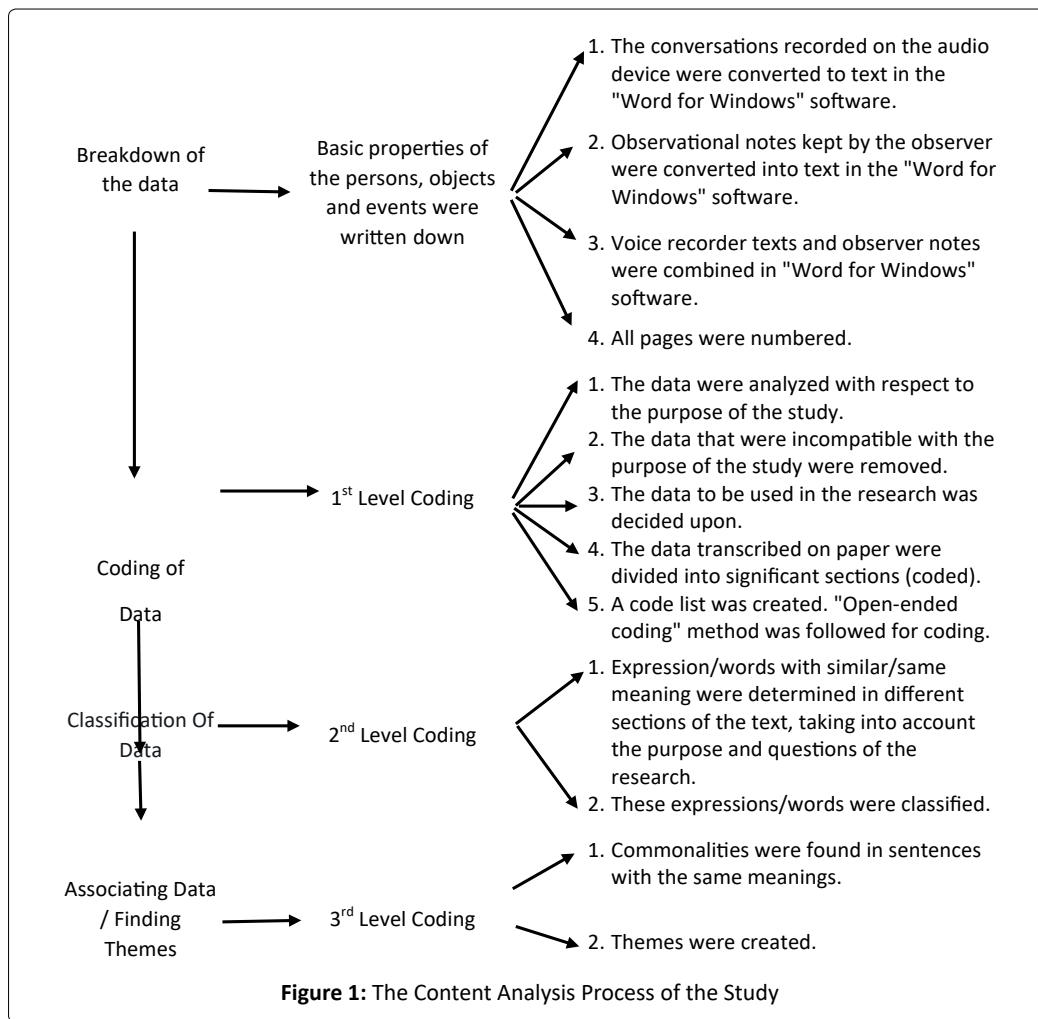 Breakdown of
the data
Basic properties of
the persons, objects
and events were
written down
1. The conversations recorded on the audio
device were converted to text in the
"Word for Windows" software.
2. Observational notes kept by the observer
were converted into text in the "Word for
Windows" software.
3. Voice recorder texts and observer notes
were combined in "Word for Windows"
software.
4. All pages were numbered.
Coding of
Data
1st Level Coding
1. The data were analyzed with respect to
the purpose of the study.
2. The data that were incompatible with the
purpose of the study were removed.
3. The data to be used in the research was
decided upon.
4. The data transcribed on paper were
divided into significant sections (coded).
5. A code list was created. "Open-ended
coding" method was followed for coding.
Classification Of
Data
2nd Level Coding
1. Expression/words with similar/same
meaning were determined in different
sections of the text, taking into account
the purpose and questions of the
research.
2. These expressions/words were classified.
Associating Data
/ Finding
Themes
3rd Level Coding
1. Commonalities were found in sentences
with the same meanings.
2. Themes were created.
Figure 1: The Content Analysis Process of the Study